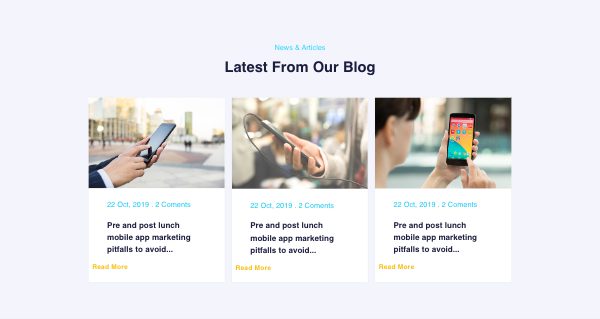 News & Articles
Latest From Our Blog
22 Oct, 2019 . 2 Coments
Pre and post lunch
mobile app marketing
pitfalls to avoid...
Read More
22 Oct, 2019 . 2 Coments
Pre and post lunch
mobile app marketing
pitfalls to avoid...
Read More
22 Oct, 2019 . 2 Coments
Pre and post lunch
mobile app marketing
pitfalls to avoid...
Read More